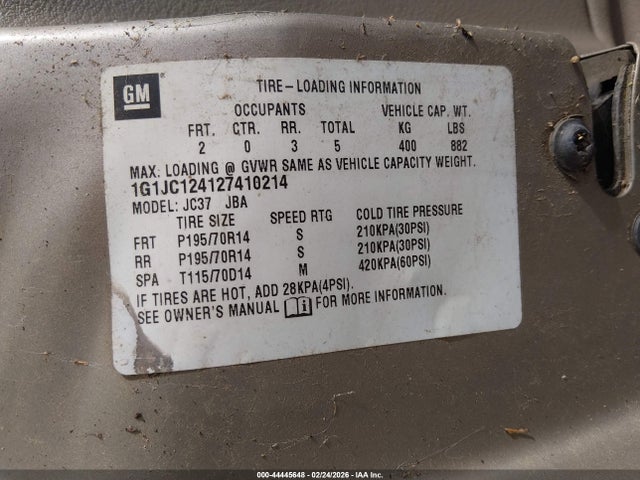 GM
TIRE-LOADING INFORMATION
OCCUPANTS VEHICLE CAP. WT.
FRT. CTR. RR. TOTAL KG LBS
2 0 3 5 400 882
MAX. LOADING @ GVWR SAME AS VEHICLE CAPACITY WEIGHT.
1G1JC124127410214
MODEL: JC37 JBA
TIRE SIZE SPEED RTG COLD TIRE PRESSURE
FRT P195/70R14 S 210KPA(30PSI)
RR P195/70R14 S 210KPA(30PSI)
SPA T115/70D14 M 420KPA(60PSI)
IF TIRES ARE HOT, ADD 28KPA(4PSI).
SEE OWNER'S MANUAL i FOR MORE INFORMATION.
000-44445648 - 02/24/2026 - IAA Inc.